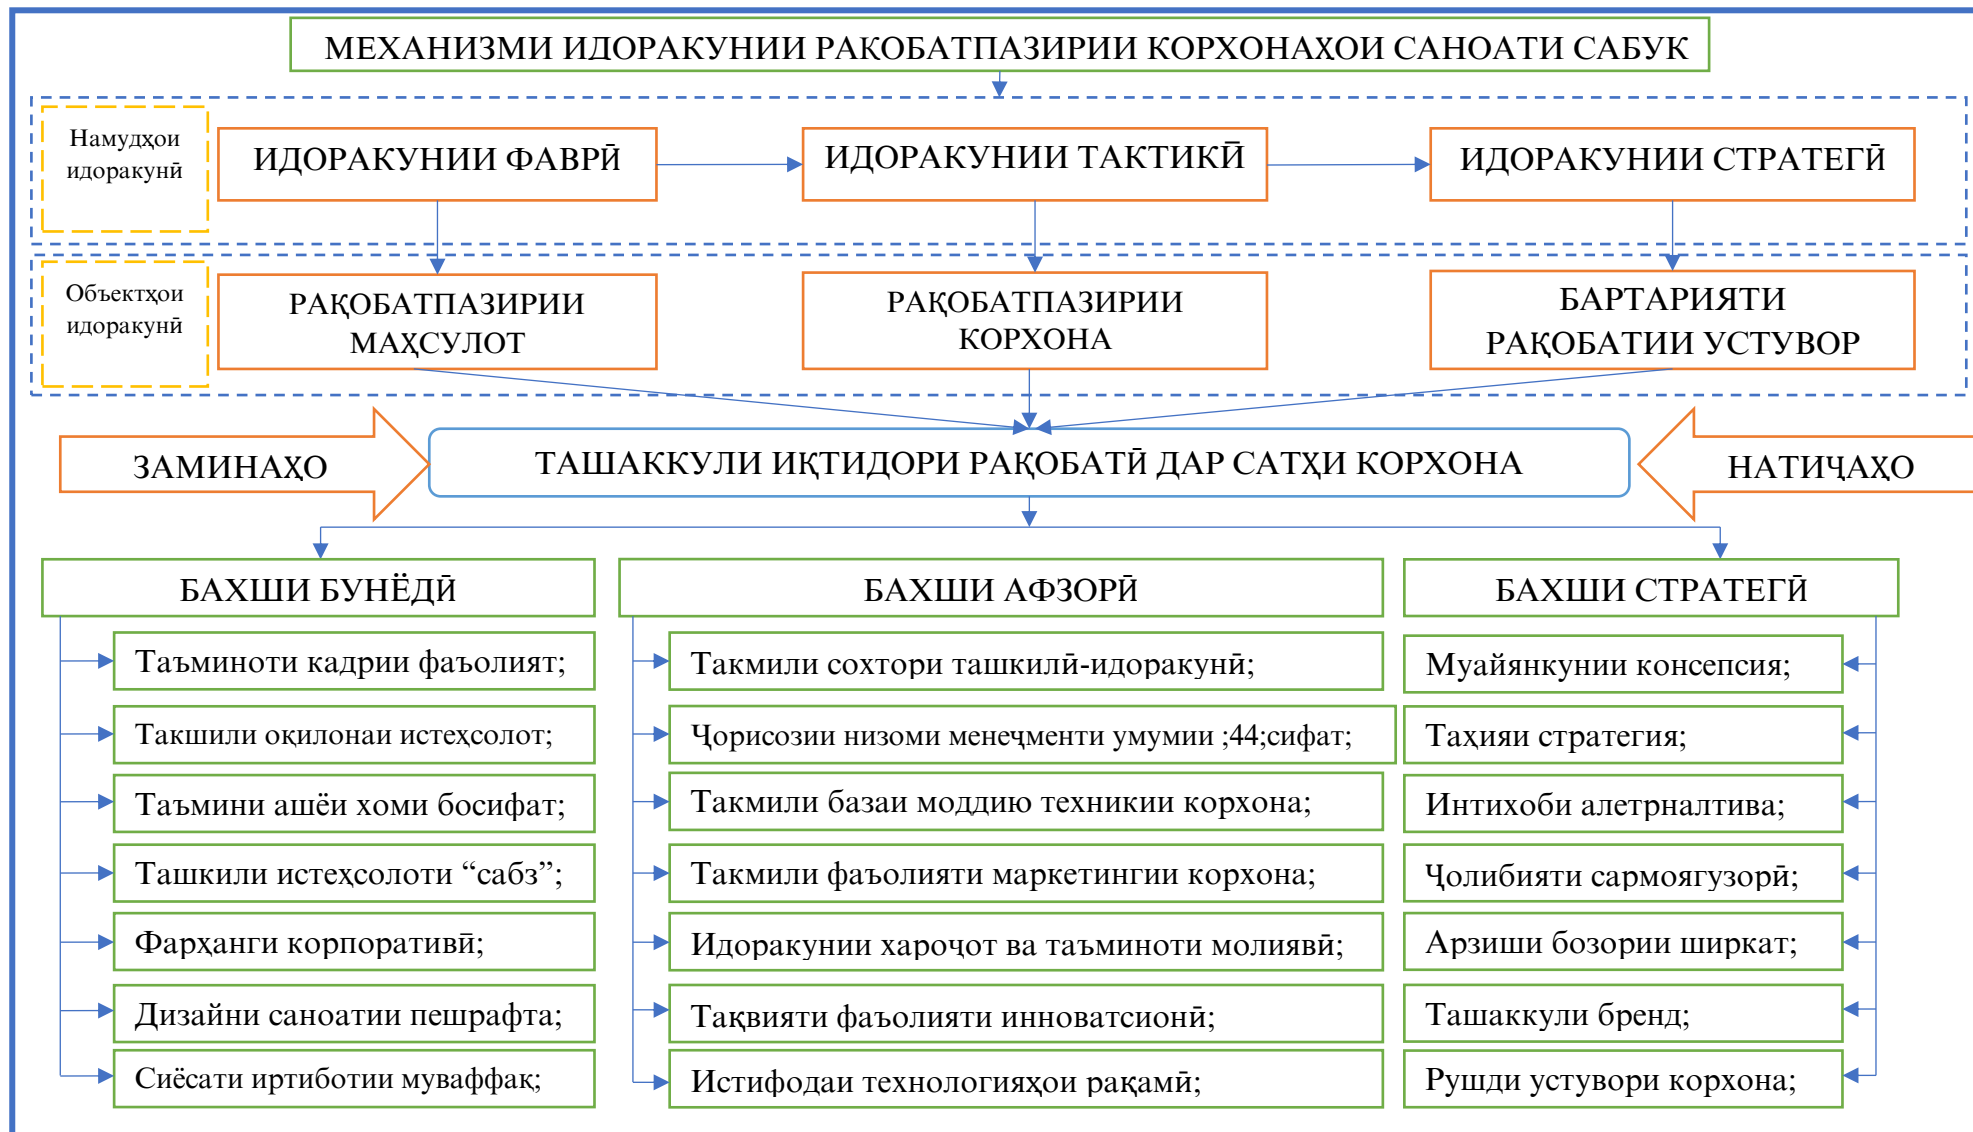 МЕХАНИЗМИ ИДОРАКУНИИ РАҚОБАТПАЗИРИИ КОРХОНАҲОИ САНОАТИ САБУК
Намудҳои
идоракунӣ
ИДОРАКУНИИ ФАВРӢ
ИДОРАКУНИИ ТАКТИКӢ
ИДОРАКУНИИ СТРАТЕГӢ
Объектҳои
идоракунӣ
РАҚОБАТПАЗИРИИ
МАҲСУЛОТ
РАҚОБАТПАЗИРИИ
КОРХОНА
БАРТАРИЯТИ
РАҚОБАТИИ УСТУВОР
ЗАМИНАҲО
ТАШАККУЛИ ИҚТИДОРИ РАҚОБАТӢ ДАР САТҲИ КОРХОНА
НАТИҶАҲО
БАХШИ БУНЁДӢ
Таъминоти кадрии фаъолият;
Такшили оқилонаи истеҳсолот;
Таъмини ашёи хоми босифат;
Ташкили истеҳсолоти “сабз”;
Фарҳанги корпоративӣ;
Дизайни саноатии пешрафта;
Сиёсати иртиботии муваффақ;
БАХШИ АФЗОРӢ
Такмили сохтори ташкилӣ-идоракунӣ;
Ҷорисозии низоми менеҷменти умумии ;44;сифат;
Такмили базаи моддию техникии корхона;
Такмили фаъолияти маркетингии корхона;
Идоракунии хароҷот ва таъминоти молиявӣ;
Тақвияти фаъолияти инноватсионӣ;
Истифодаи технологияҳои рақамӣ;
БАХШИ СТРАТЕГӢ
Муайянкунии консепсия;
Таҳияи стратегия;
Интихоби алетрналтива;
Ҷолибияти сармоягузорӣ;
Арзиши бозории ширкат;
Ташаккули бренд;
Рушди устувори корхона;